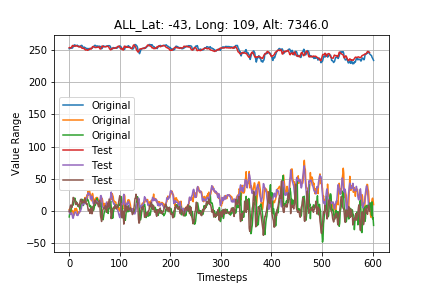 ALL_Lat: -43, Long: 109, Alt: 7346.0
Value Range
250
200
150
100
50
0
−50
Original
Original
Original
Test
Test
Test
0 100 200 300 400 500 600
Timesteps